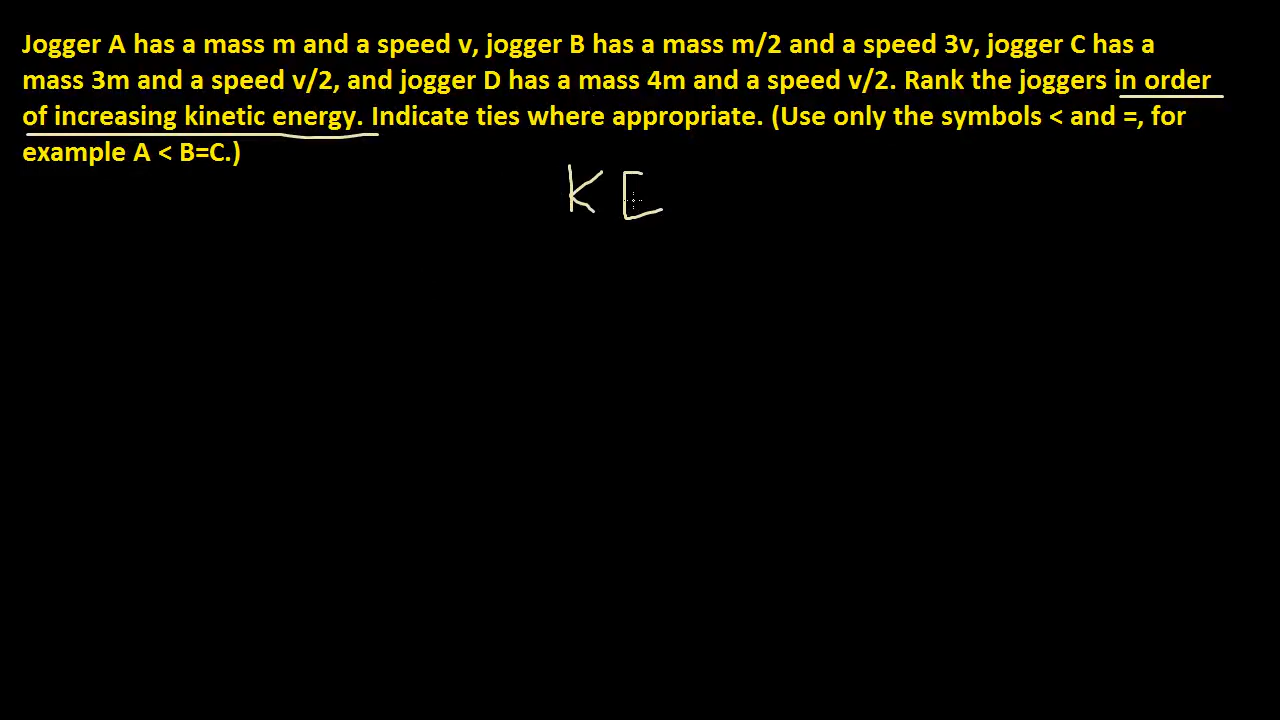 Jogger A has a mass m and a speed v, jogger B has a mass m/2 and a speed 3v, jogger C has a
mass 3m and a speed v/2, and jogger D has a mass 4m and a speed v/2. Rank the joggers in order
of increasing kinetic energy. Indicate ties where appropriate. (Use only the symbols < and =, for
example A < B=C.)
K E